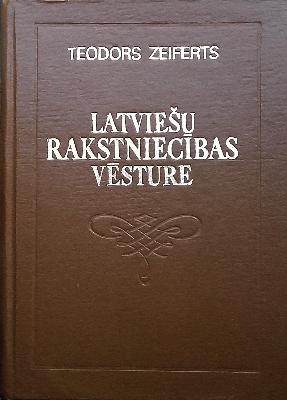 TEODORS ZEIFERTS
LATVIEŠU
RAKSTNIECĪBAS
VĒSTURE